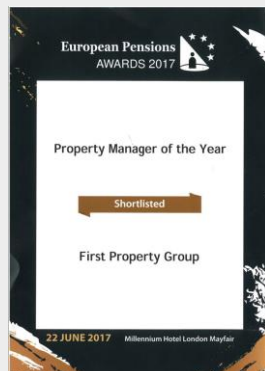 European Pensions
AWARDS 2017
Property Manager of the Year
Shortlisted
First Property Group
22 JUNE 2017 Millennium Hotel London Mayfair